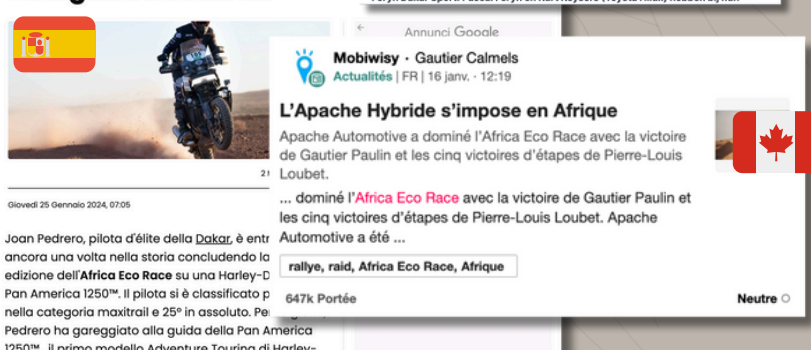 Annunci Google
Mobiwisy · Gautier Calmels
Actualités | FR | 16 janv. · 12:19
L'Apache Hybride s'impose en Afrique
Apache Automotive a dominé l'Africa Eco Race avec la victoire
de Gautier Paulin et les cinq victoires d'étapes de Pierre-Louis
Loubet.
... dominé l'Africa Eco Race avec la victoire de Gautier Paulin et
les cinq victoires d'étapes de Pierre-Louis Loubet. Apache
Automotive a été ...
rallye, raid, Africa Eco Race, Afrique
647k Portée
Neutre
Giovedì 25 Gennaio 2024, 07:05
Joan Pedrero, pilota d'élite della Dakar, è
ancora una volta nella storia concludendo la
edizione dell'Africa Eco Race su una
Pan America 1250™. Il pilota si è classificato
nella categoria maxitrail e 25º in assoluto.
Pedrero ha gareggiato alla guida della Pan America
1250™, il primo modello Adventure Touring di Harley-